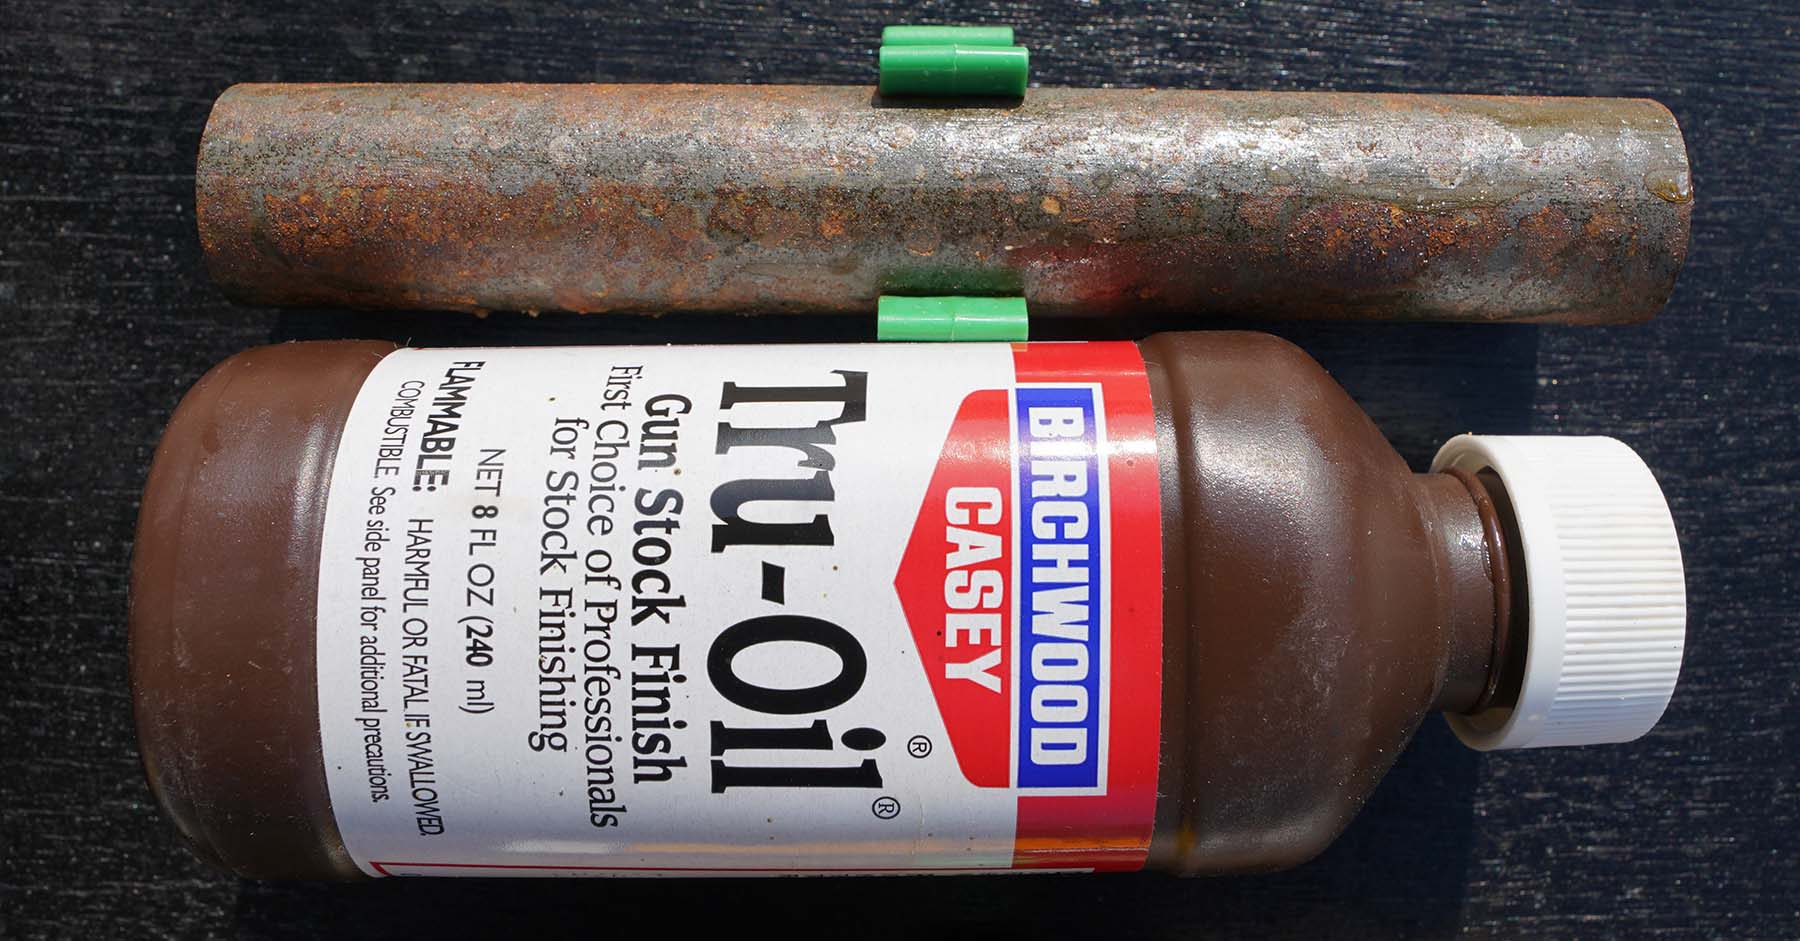 BIRCHWOOD
CASEY®
Tru-Oil®
Gun Stock Finish
First Choice of Professionals
for Stock Finishing
NET 8 FL OZ (240 ml)
FLAMMABLE: HARMFUL OR FATAL IF SWALLOWED.
COMBUSTIBLE. See side panel for additional precautions.